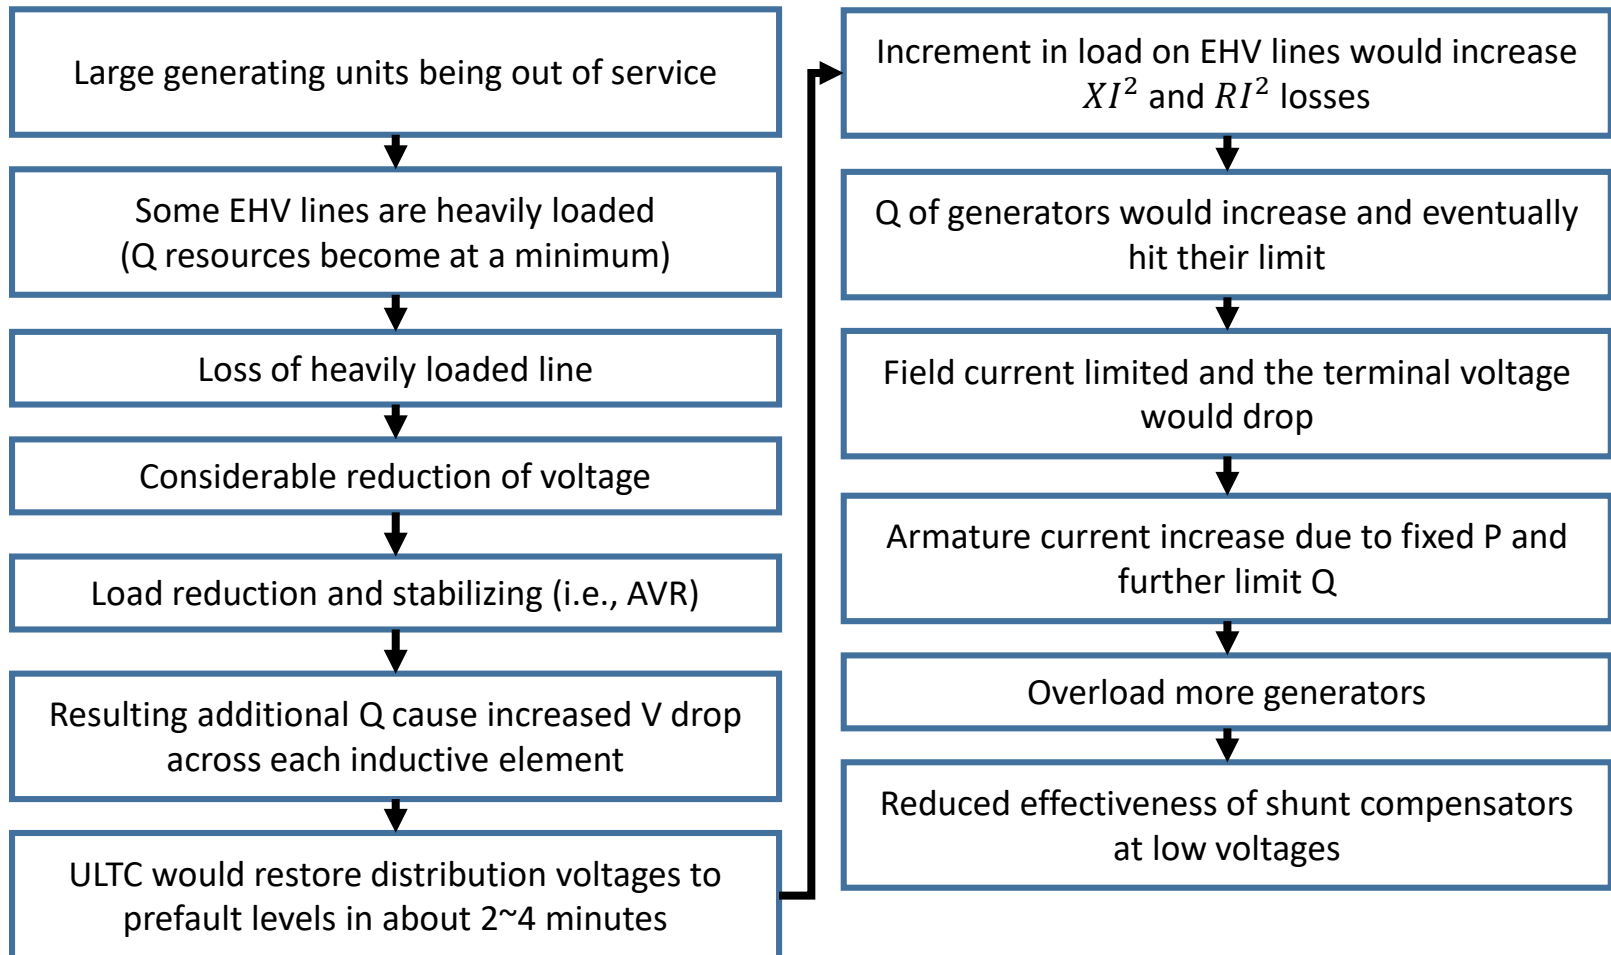 Large generating units being out of service
Some EHV lines are heavily loaded
(Q resources become at a minimum)
Loss of heavily loaded line
Considerable reduction of voltage
Load reduction and stabilizing (i.e., AVR)
Resulting additional Q cause increased V drop
across each inductive element
ULTC would restore distribution voltages to
prefault levels in about 2~4 minutes
Increment in load on EHV lines would increase
𝑋𝐼² and 𝑅𝐼² losses
Q of generators would increase and eventually
hit their limit
Field current limited and the terminal voltage
would drop
Armature current increase due to fixed P and
further limit Q
Overload more generators
Reduced effectiveness of shunt compensators
at low voltages